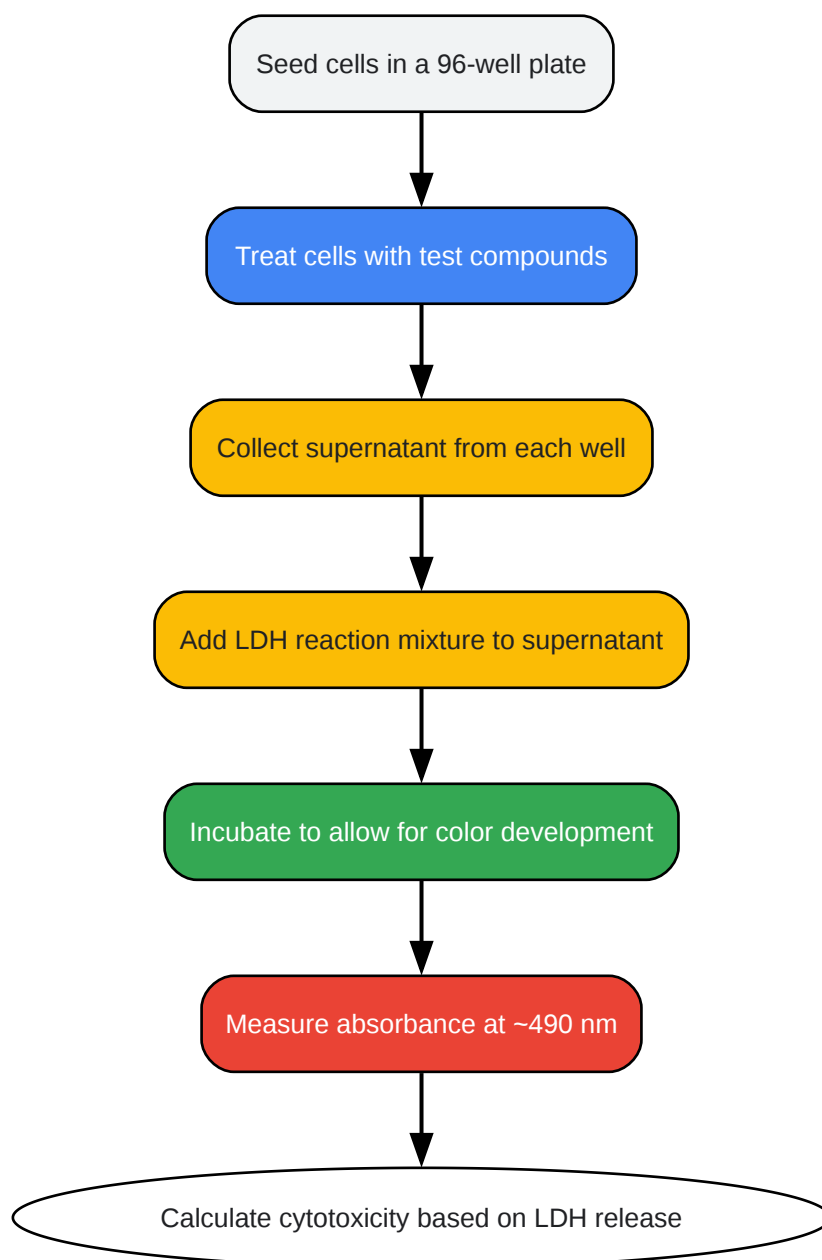 Seed cells in a 96-well plate
Treat cells with test compounds
Collect supernatant from each well
Add LDH reaction mixture to supernatant
Incubate to allow for color development
Measure absorbance at ~490 nm
Calculate cytotoxicity based on LDH release